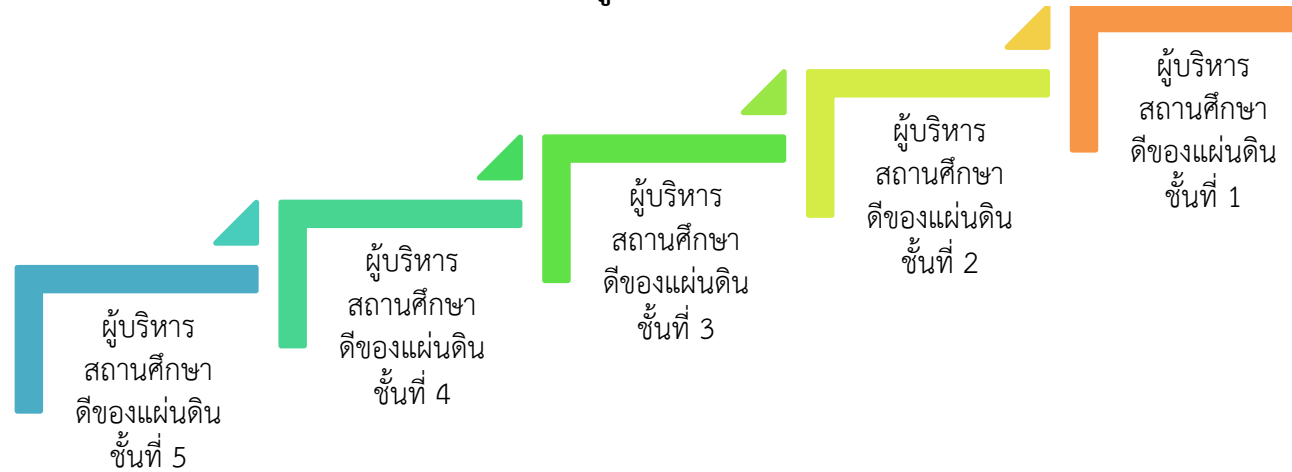 ผู้บริหาร
สถานศึกษา
ดีของแผ่นดิน
ชั้นที่ 5
ผู้บริหาร
สถานศึกษา
ดีของแผ่นดิน
ชั้นที่ 4
ผู้บริหาร
สถานศึกษา
ดีของแผ่นดิน
ชั้นที่ 3
ผู้บริหาร
สถานศึกษา
ดีของแผ่นดิน
ชั้นที่ 2
ผู้บริหาร
สถานศึกษา
ดีของแผ่นดิน
ชั้นที่ 1